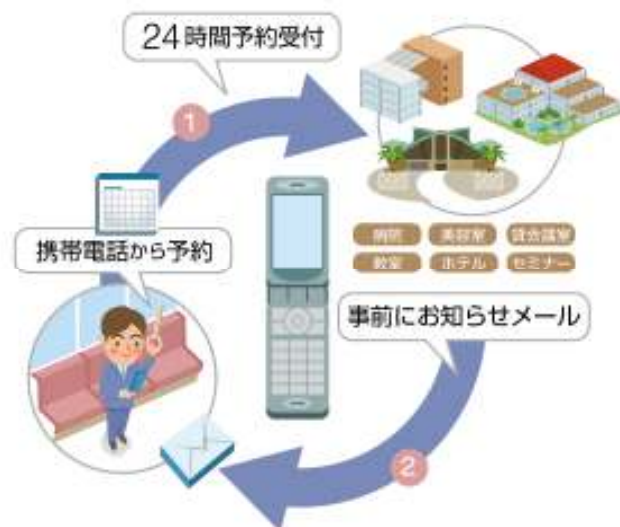 24時間予約受付
1
携帯電話から予約
病院
美容室
貸会議室
教室
ホテル
セミナー
事前にお知らせメール
2